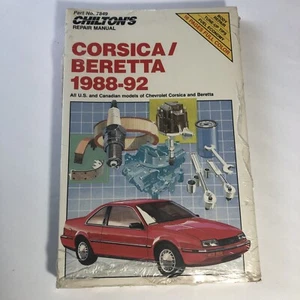 Part No. 7849
CHILTON'S
REPAIR MANUAL
CORSICA/
BERETTA
1988-92
All U.S. and Canadian models of Chevrolet Corsica and Beretta